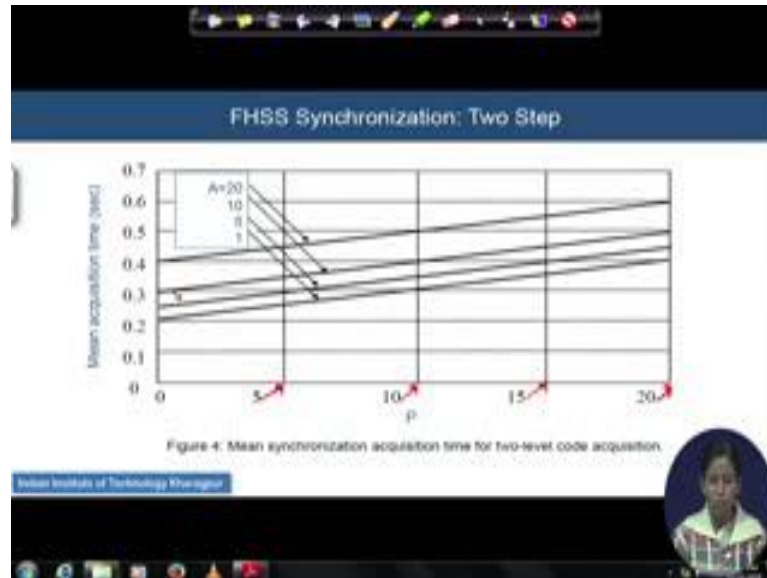 FHSS Synchronization: Two Step
Mean acquisition time (sec)
0.7
0.6
0.5
0.4
0.3
0.2
0.1
0
A=20
10
5
1
0
5
10
15
20
P
Figure 4: Mean synchronization acquisition time for two-level code acquisition.
Indian Institute of Technology Kharagpur